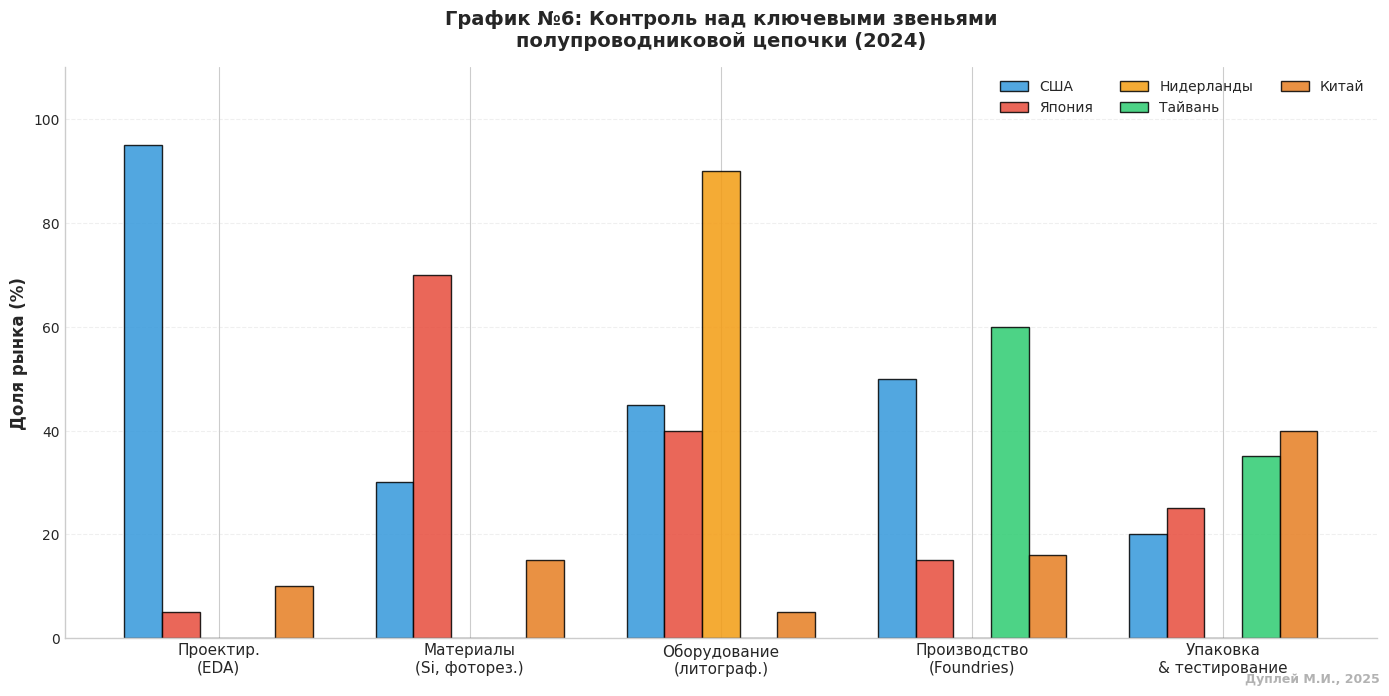 График №6: Контроль над ключевыми звеньями
полупроводниковой цепочки (2024)
США
Япония
Нидерланды
Тайвань
Китай
Доля рынка (%)
100
80
60
40
20
0
Проектир.
(EDA)
Материалы
(Si, фоторез.)
Оборудование
(литограф.)
Производство
(Foundries)
Упаковка
& тестирование
Дуплей М.И., 2025